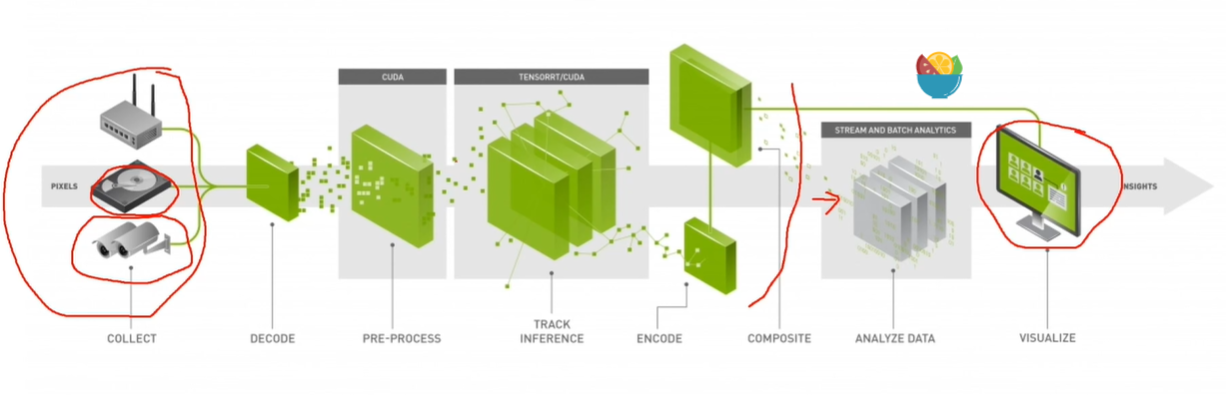 CUDA
TENSORRT/CUDA
STREAM AND BATCH ANALYTICS
PIXELS
NSIGHTS
COLLECT
DECODE
PRE-PROCESS
TRACK
INFERENCE
ENCODE
COMPOSITE
ANALYZE DATA
VISUALIZE